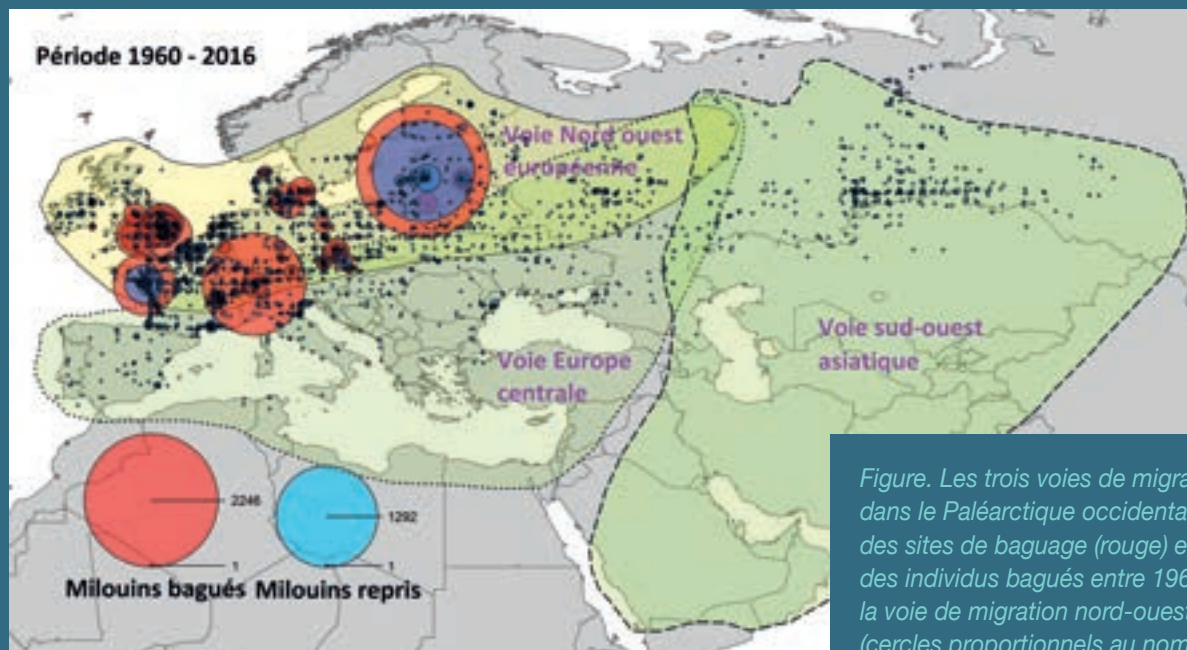 Période 1960 - 2016
Voie Nord ouest
européenne
Voie sud-ouest
asiatique
Voie Europe
centrale
2246
1
Milouins bagués
1292
1
Milouins repris
Figure. Les trois voies de migra
dans le Paléarctique occidenta
des sites de baguage (rouge) e
des individus bagués entre 196
la voie de migration nord-ouest
(cercles proportionnels au nom